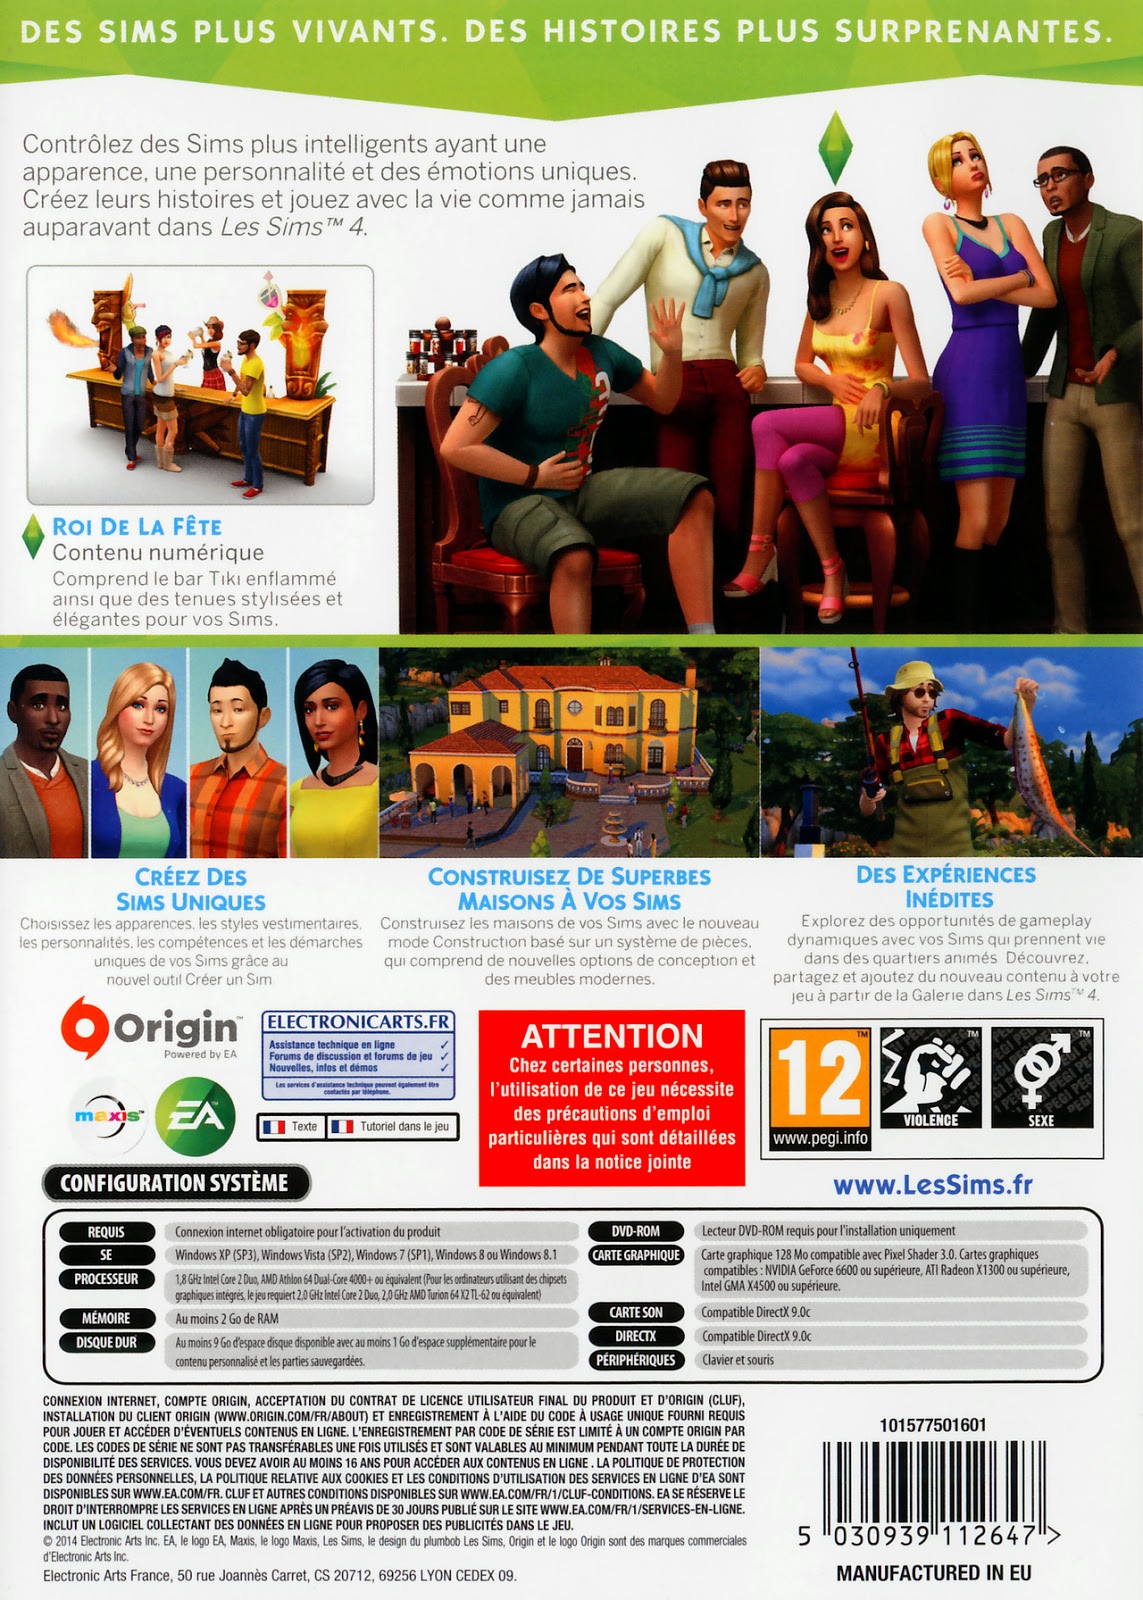 DES SIMS PLUS VIVANTS. DES HISTOIRES PLUS SURPRENANTES.
Contrôlez des Sims plus intelligents ayant une
apparence, une personnalité et des émotions uniques.
Créez leurs histoires et jouez avec la vie comme jamais
auparavant dans Les Sims™ 4.
ROI DE LA FÊTE
Contenu numérique
Comprend le bar Tiki enflammé
ainsi que des tenues stylisées et
élégantes pour vos Sims.
CRÉEZ DES
SIMS UNIQUES
Choisissez les apparences, les styles vestimentaires,
les personnalités, les compétences et les démarches
uniques de vos Sims grâce au
nouvel outil Créer un Sim
CONSTRUISEZ DE SUPERBES
MAISONS À VOS SIMS
Construisez les maisons de vos Sims avec le nouveau
mode Construction basé sur un système de pièces,
qui comprend de nouvelles options de conception et
des meubles modernes.
DES EXPÉRIENCES
INÉDITES
Explorez des opportunités de gameplay
dynamiques avec vos Sims qui prennent vie
dans des quartiers animés. Découvrez,
partagez et ajoutez du nouveau contenu à votre
jeu à partir de la Galerie dans Les Sims™ 4.
Origin™
Powered by EA
maxis™
EA™
ELECTRONICARTS.FR
Assistance technique en ligne ✓
Forums de discussion et forums de jeu ✓
Nouvelles, infos et démos ✓
Les services d'assistance technique peuvent également être
contactés par téléphone.
Texte
Tutoriel dans le jeu
ATTENTION
Chez certaines personnes,
l'utilisation de ce jeu nécessite
des précautions d'emploi
particulières qui sont détaillées
dans la notice jointe
12™
www.pegi.info
™
VIOLENCE
™
SEXE
www.LesSims.fr
CONFIGURATION SYSTÈME
REQUIS Connexion internet obligatoire pour l'activation du produit
SE Windows XP (SP3), Windows Vista (SP2), Windows 7 (SP1), Windows 8 ou Windows 8.1
PROCESSEUR 1,8 GHz Intel Core 2 Duo, AMD Athlon 64 Dual-Core 4000+ ou équivalent (Pour les ordinateurs utilisant des chipsets
graphiques intégrés, le jeu requiert 2,0 GHz Intel Core 2 Duo, 2,0 GHz AMD Turion 64 X2 TL-62 ou équivalent)
MÉMOIRE Au moins 2 Go de RAM
DISQUE DUR Au moins 9 Go d'espace disque disponible avec au moins 1 Go d'espace supplémentaire pour le
contenu personnalisé et les parties sauvegardées.
DVD-ROM Lecteur DVD-ROM requis pour l'installation uniquement
CARTE GRAPHIQUE Carte graphique 128 Mo compatible avec Pixel Shader 3.0. Cartes graphiques
compatibles : NVIDIA GeForce 6600 ou supérieure, ATI Radeon X1300 ou supérieure,
Intel GMA X4500 ou supérieure.
CARTE SON Compatible DirectX 9.0c
DIRECTX Compatible DirectX 9.0c
PÉRIPHÉRIQUES Clavier et souris
CONNEXION INTERNET, COMPTE ORIGIN, ACCEPTATION DU CONTRAT DE LICENCE UTILISATEUR FINAL DU PRODUIT ET D'ORIGIN (CLUF),
INSTALLATION DU CLIENT ORIGIN (WWW.ORIGIN.COM/FR/ABOUT) ET ENREGISTREMENT À L'AIDE DU CODE À USAGE UNIQUE FOURNI REQUIS
POUR JOUER ET ACCÉDER D'ÉVENTUELS CONTENUS EN LIGNE. L'ENREGISTREMENT PAR CODE DE SÉRIE EST LIMITÉ À UN COMPTE ORIGIN PAR
CODE. LES CODES DE SÉRIE NE SONT PAS TRANSFÉRABLES UNE FOIS UTILISÉS ET SONT VALABLES AU MINIMUM PENDANT TOUTE LA DURÉE DE
DISPONIBILITÉ DES SERVICES. VOUS DEVEZ AVOIR AU MOINS 16 ANS POUR ACCÉDER AUX CONTENUS EN LIGNE . LA POLITIQUE DE PROTECTION
DES DONNÉES PERSONNELLES, LA POLITIQUE RELATIVE AUX COOKIES ET LES CONDITIONS D'UTILISATION DES SERVICES EN LIGNE D'EA SONT
DISPONIBLES SUR WWW.EA.COM/FR. CLUF ET AUTRES CONDITIONS DISPONIBLES SUR WWW.EA.COM/FR/1/CLUF-CONDITIONS. EA SE RÉSERVE LE
DROIT D'INTERROMPRE LES SERVICES EN LIGNE APRÈS UN PRÉAVIS DE 30 JOURS PUBLIÉ SUR LE SITE WWW.EA.COM/FR/1/SERVICES-EN-LIGNE.
INCLUT UN LOGICIEL COLLECTANT DES DONNÉES EN LIGNE POUR PROPOSER DES PUBLICITÉS DANS LE JEU.
© 2014 Electronic Arts Inc. EA, le logo EA, Maxis, le logo Maxis, Les Sims, le design du plumbob Les Sims, Origin et le logo Origin sont des marques commerciales
d'Electronic Arts Inc.
Electronic Arts France, 50 rue Joannès Carret, CS 20712, 69256 LYON CEDEX 09.
101577501601
5 030939 112647 >
MANUFACTURED IN EU